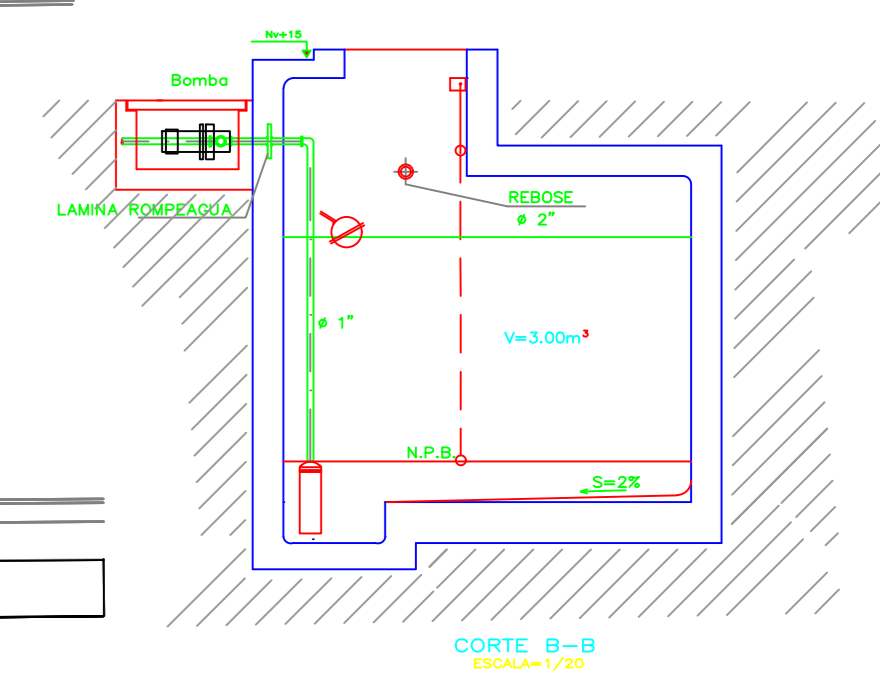 Nv+15
Bomba
LAMINA ROMPEAGUA
REBOSE
ø 2"
ø 1"
V=3.00m³
N.P.B.
S=2%
CORTE B-B
ESCALA=1/20